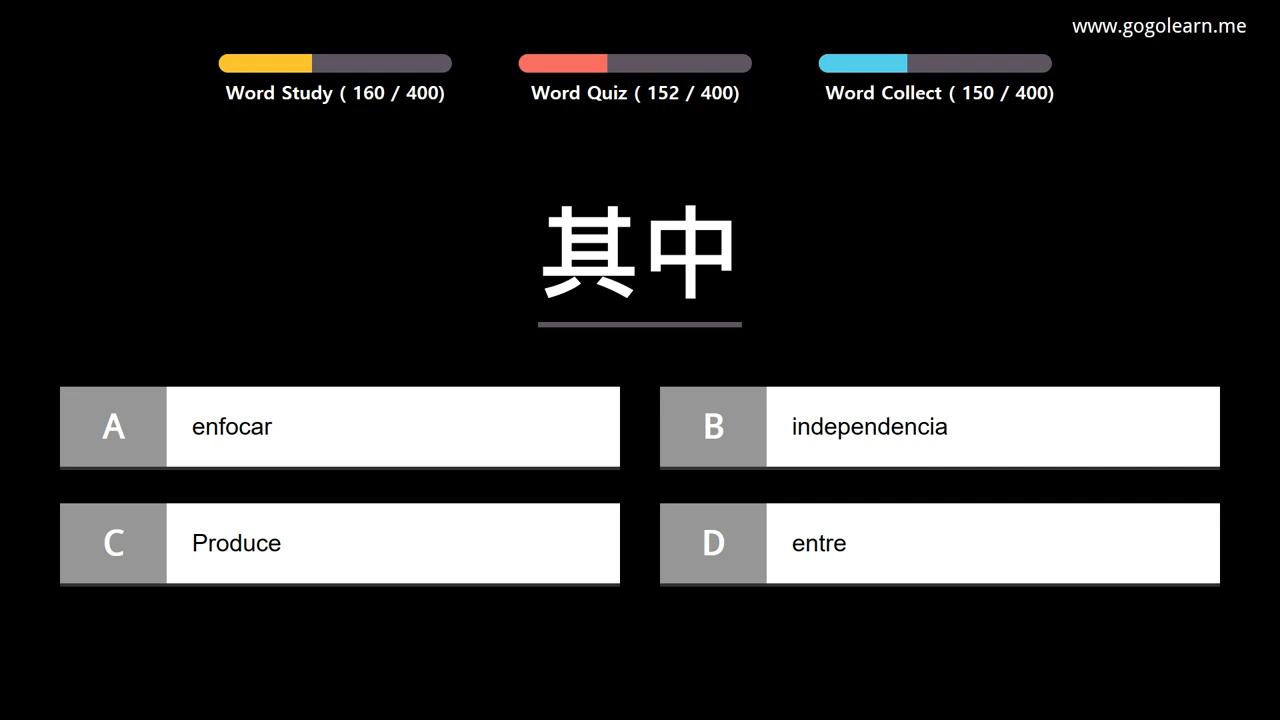 www.gogolearn.me
Word Study ( 160 / 400)
Word Quiz ( 152 / 400)
Word Collect ( 150 / 400)
其中
A enfocar
B independencia
C Produce
D entre